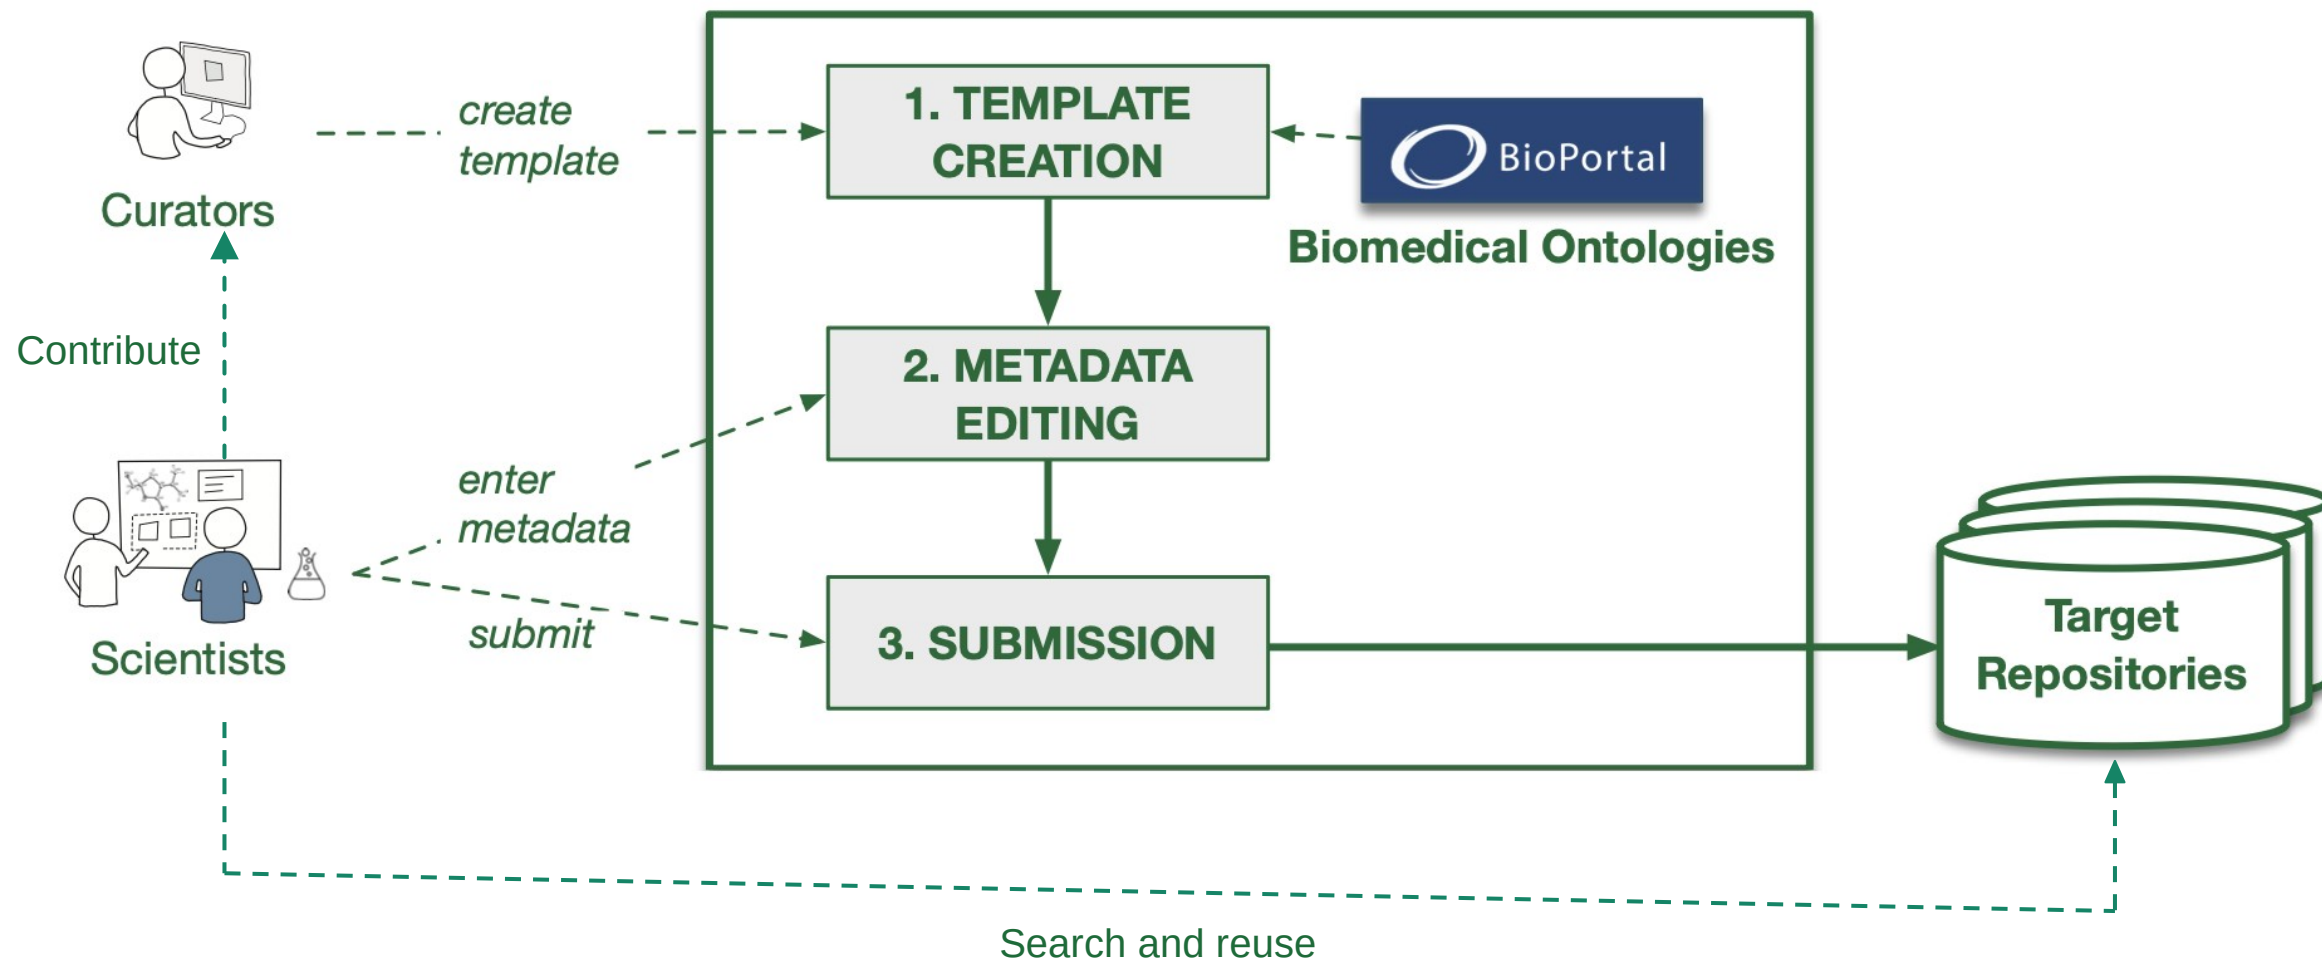 create
template
1. TEMPLATE
CREATION
BioPortal
Curators
Biomedical Ontologies
Contribute
2. METADATA
EDITING
enter
metadata
submit
Scientists
3. SUBMISSION
Target
Repositories
Search and reuse